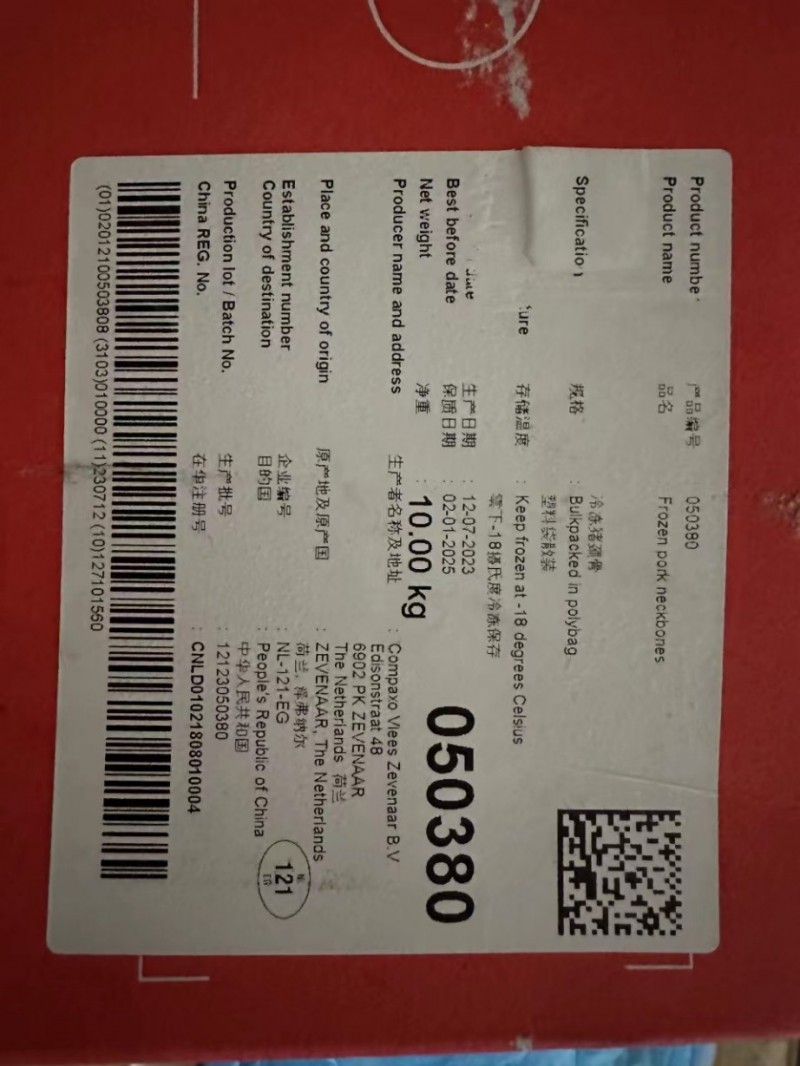 Product numbe 产品编号 050380
Product name 品名 Frozen pork neckbones
冷冻猪颈骨
Specificatio 规格 : Bulkpacked in polybag
塑料袋散装
ure 存储温度 : Keep frozen at -18 degrees Celsius
零下-18摄氏度冷冻保存
date 生产日期 : 12-07-2023
Best before date 保质日期 : 02-01-2025
Net weight 净重 : 10.00 kg
050380
Producer name and address 生产者名称及地址 : Compaxo Vlees Zevenaar B.V
Edisonstraat 48
6902 PK ZEVENAAR
The Netherlands 荷兰
Place and country of origin 原产地及原产国 : ZEVENAAR, The Netherlands
荷兰,
Establishment number 企业编号 : NL-121-EG
Country of destination 目的国 : People's Republic of China
中华人民共和国
Production lot / Batch No. 生产批号 : 12123050380
China REG. No. 在华注册号 : CNLD01021808010004
NL
121
EG
(01)02012100503808 (3103)010000 (11)230712 (10)127101560